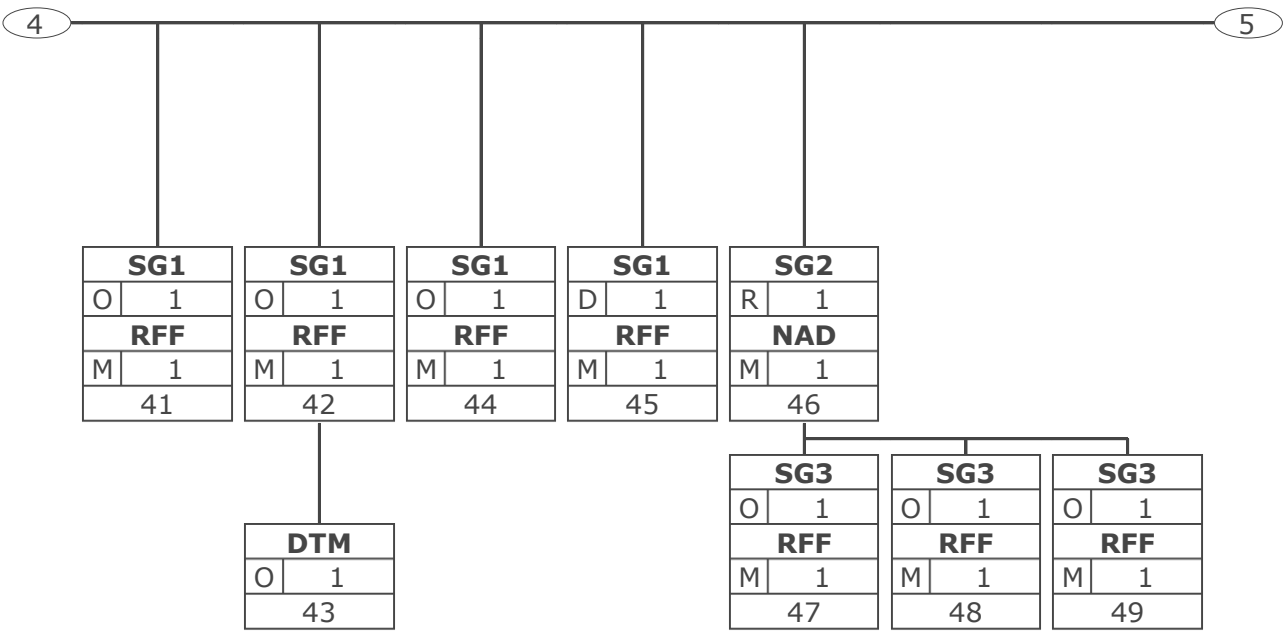 4
5
SG1 SG1 SG1 SG1 SG2
O 1 O 1 O 1 D 1 R 1
RFF RFF RFF RFF NAD
M 1 M 1 M 1 M 1 M 1
41 42 44 45 46
SG3 SG3 SG3
O 1 O 1 O 1
RFF RFF RFF
M 1 M 1 M 1
47 48 49
DTM
O 1
43